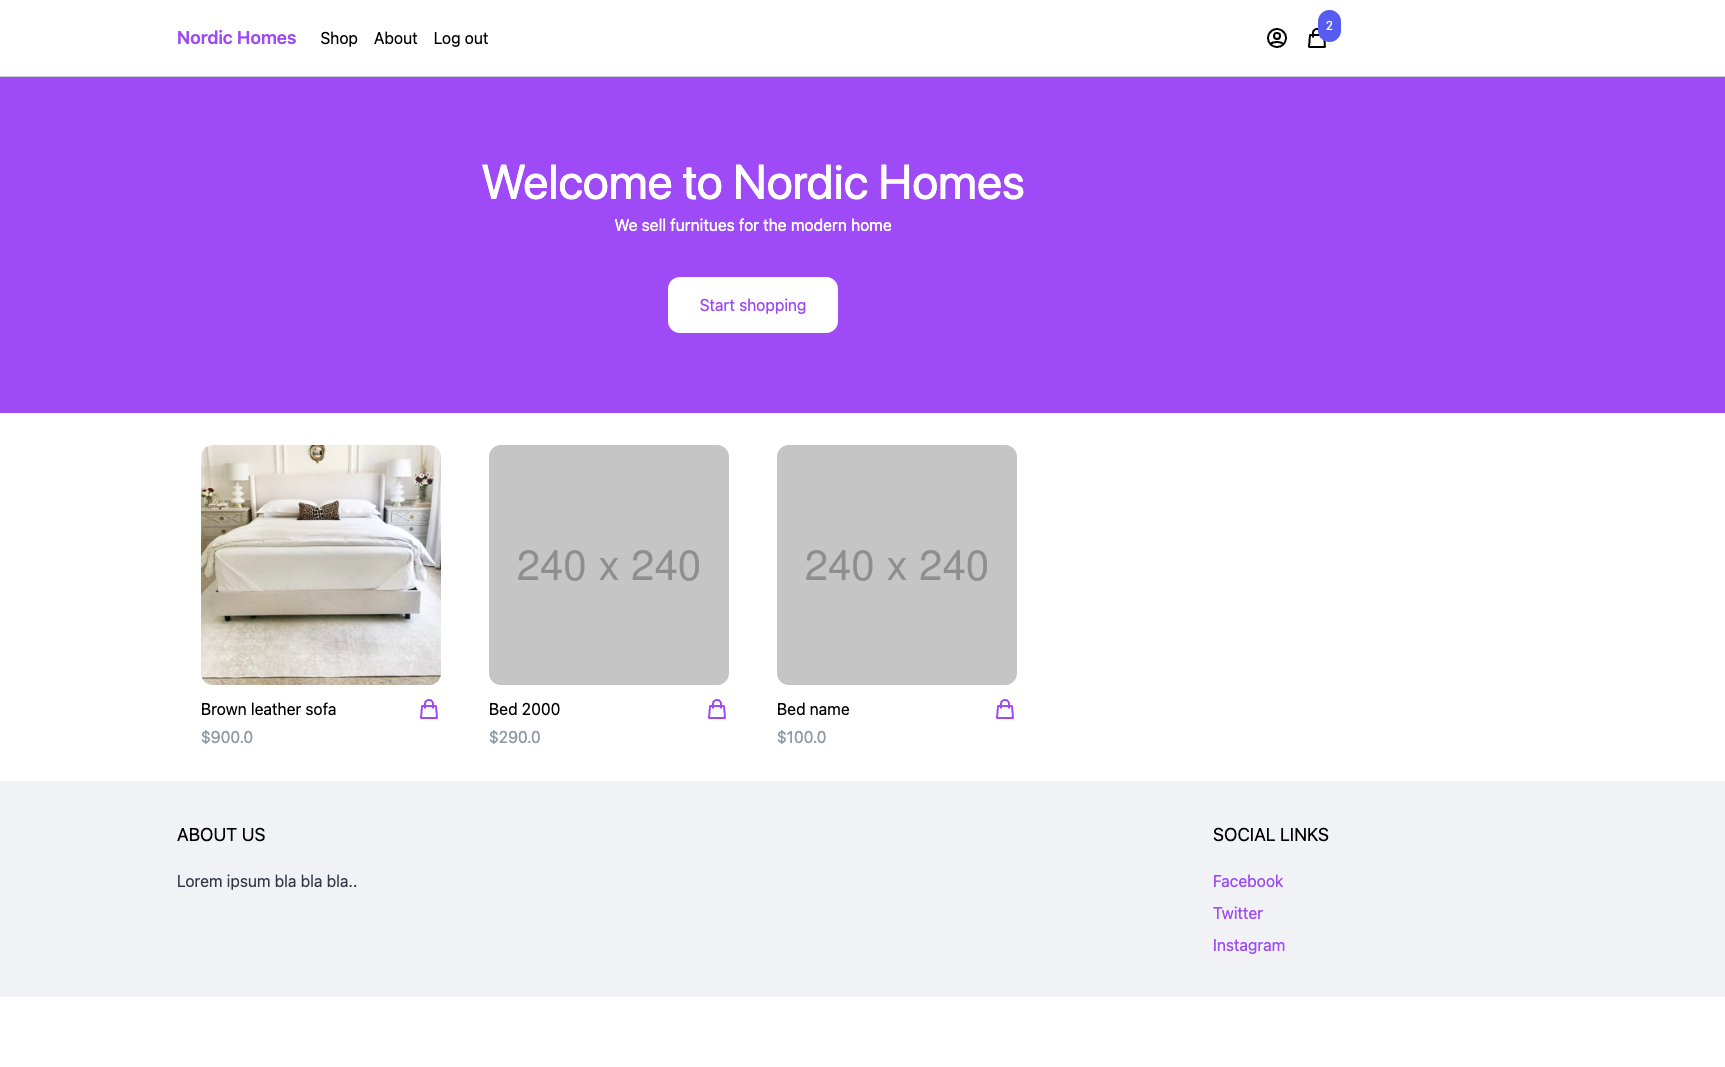 Nordic Homes Shop About Log out 2
Welcome to Nordic Homes
We sell furnitues for the modern home
Start shopping
240 x 240 240 x 240
Brown leather sofa Bed 2000 Bed name
$900.0 $290.0 $100.0
ABOUT US SOCIAL LINKS
Lorem ipsum bla bla bla.. Facebook
Twitter
Instagram